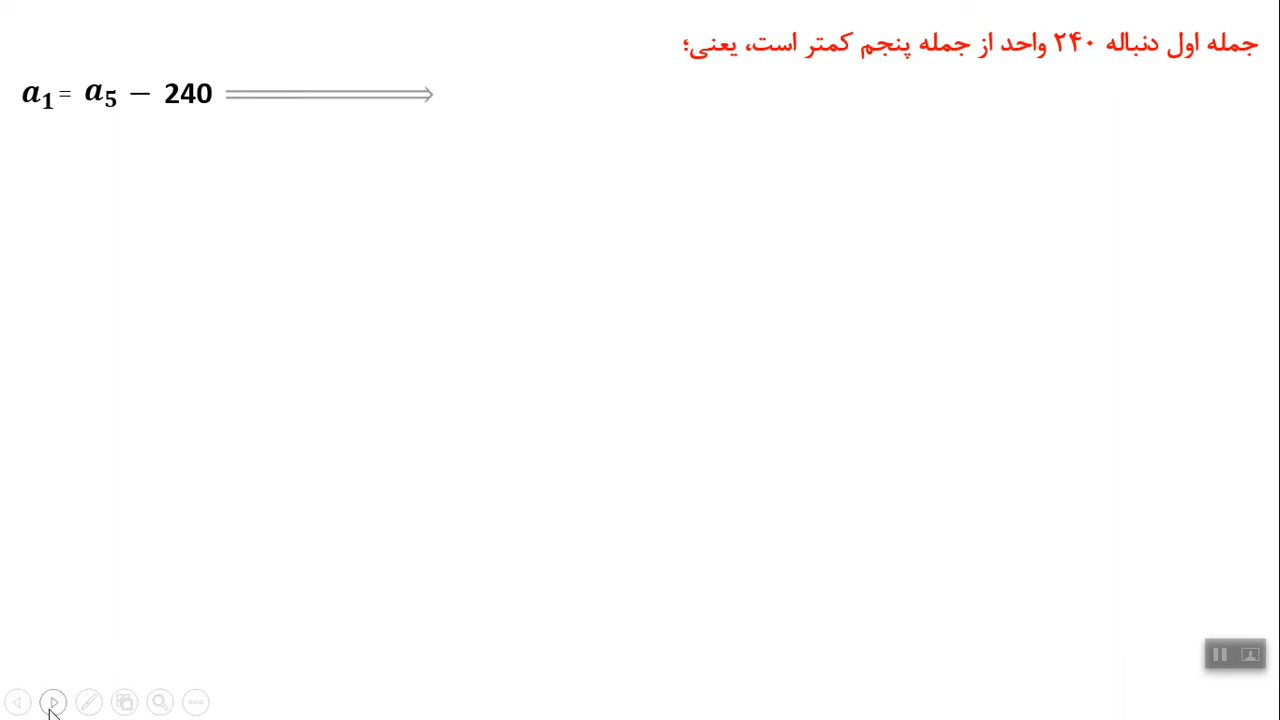 جمله اول دنباله ۲۴۰ واحد از جمله پنجم کمتر است، یعنی؛
a₁ = a₅ − 240 ⟹